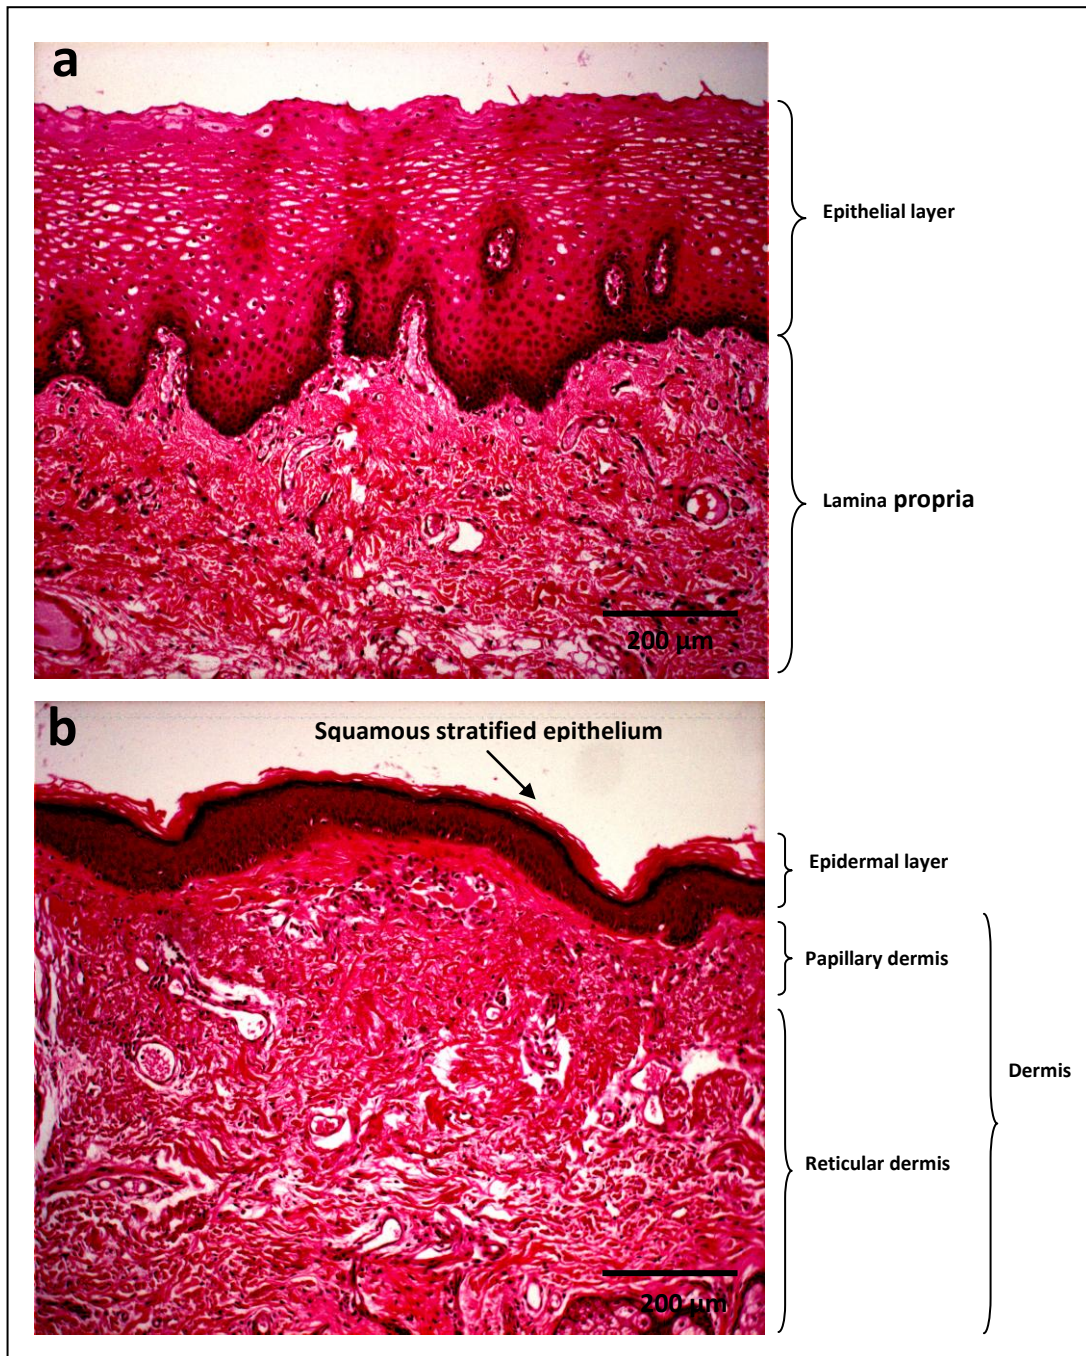 a
Epithelial layer
Lamina propria
200 µm
b
Squamous stratified epithelium
Epidermal layer
Papillary dermis
Dermis
Reticular dermis
200 µm